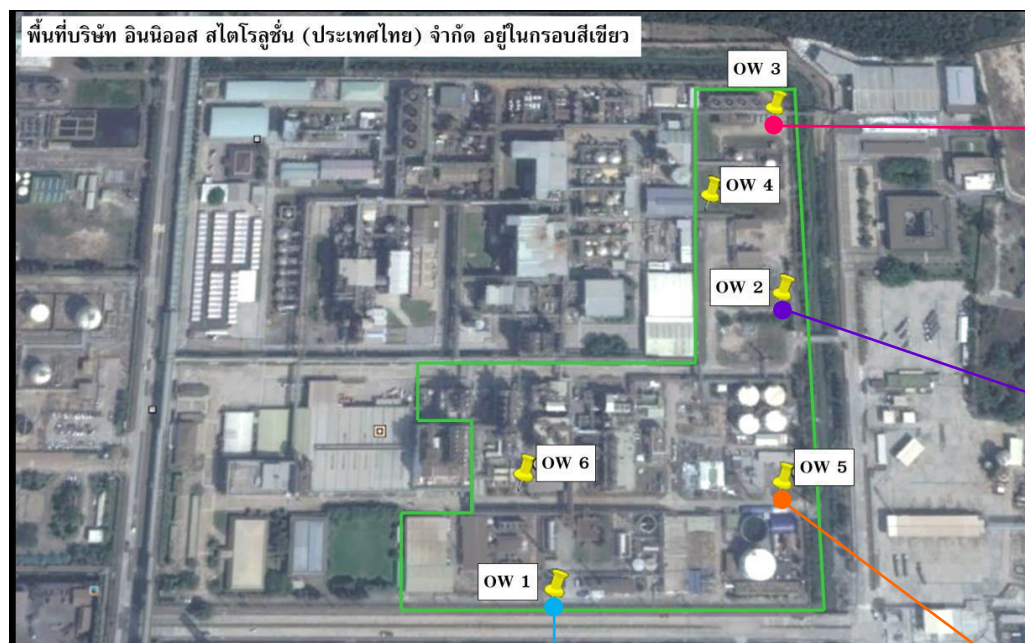 พื้นที่บริษัท อินนิออส สไตโรลูชั่น (ประเทศไทย) จำกัด อยู่ในกรอบสีเขียว
OW 3
OW 4
OW 2
OW 5
OW 6
OW 1